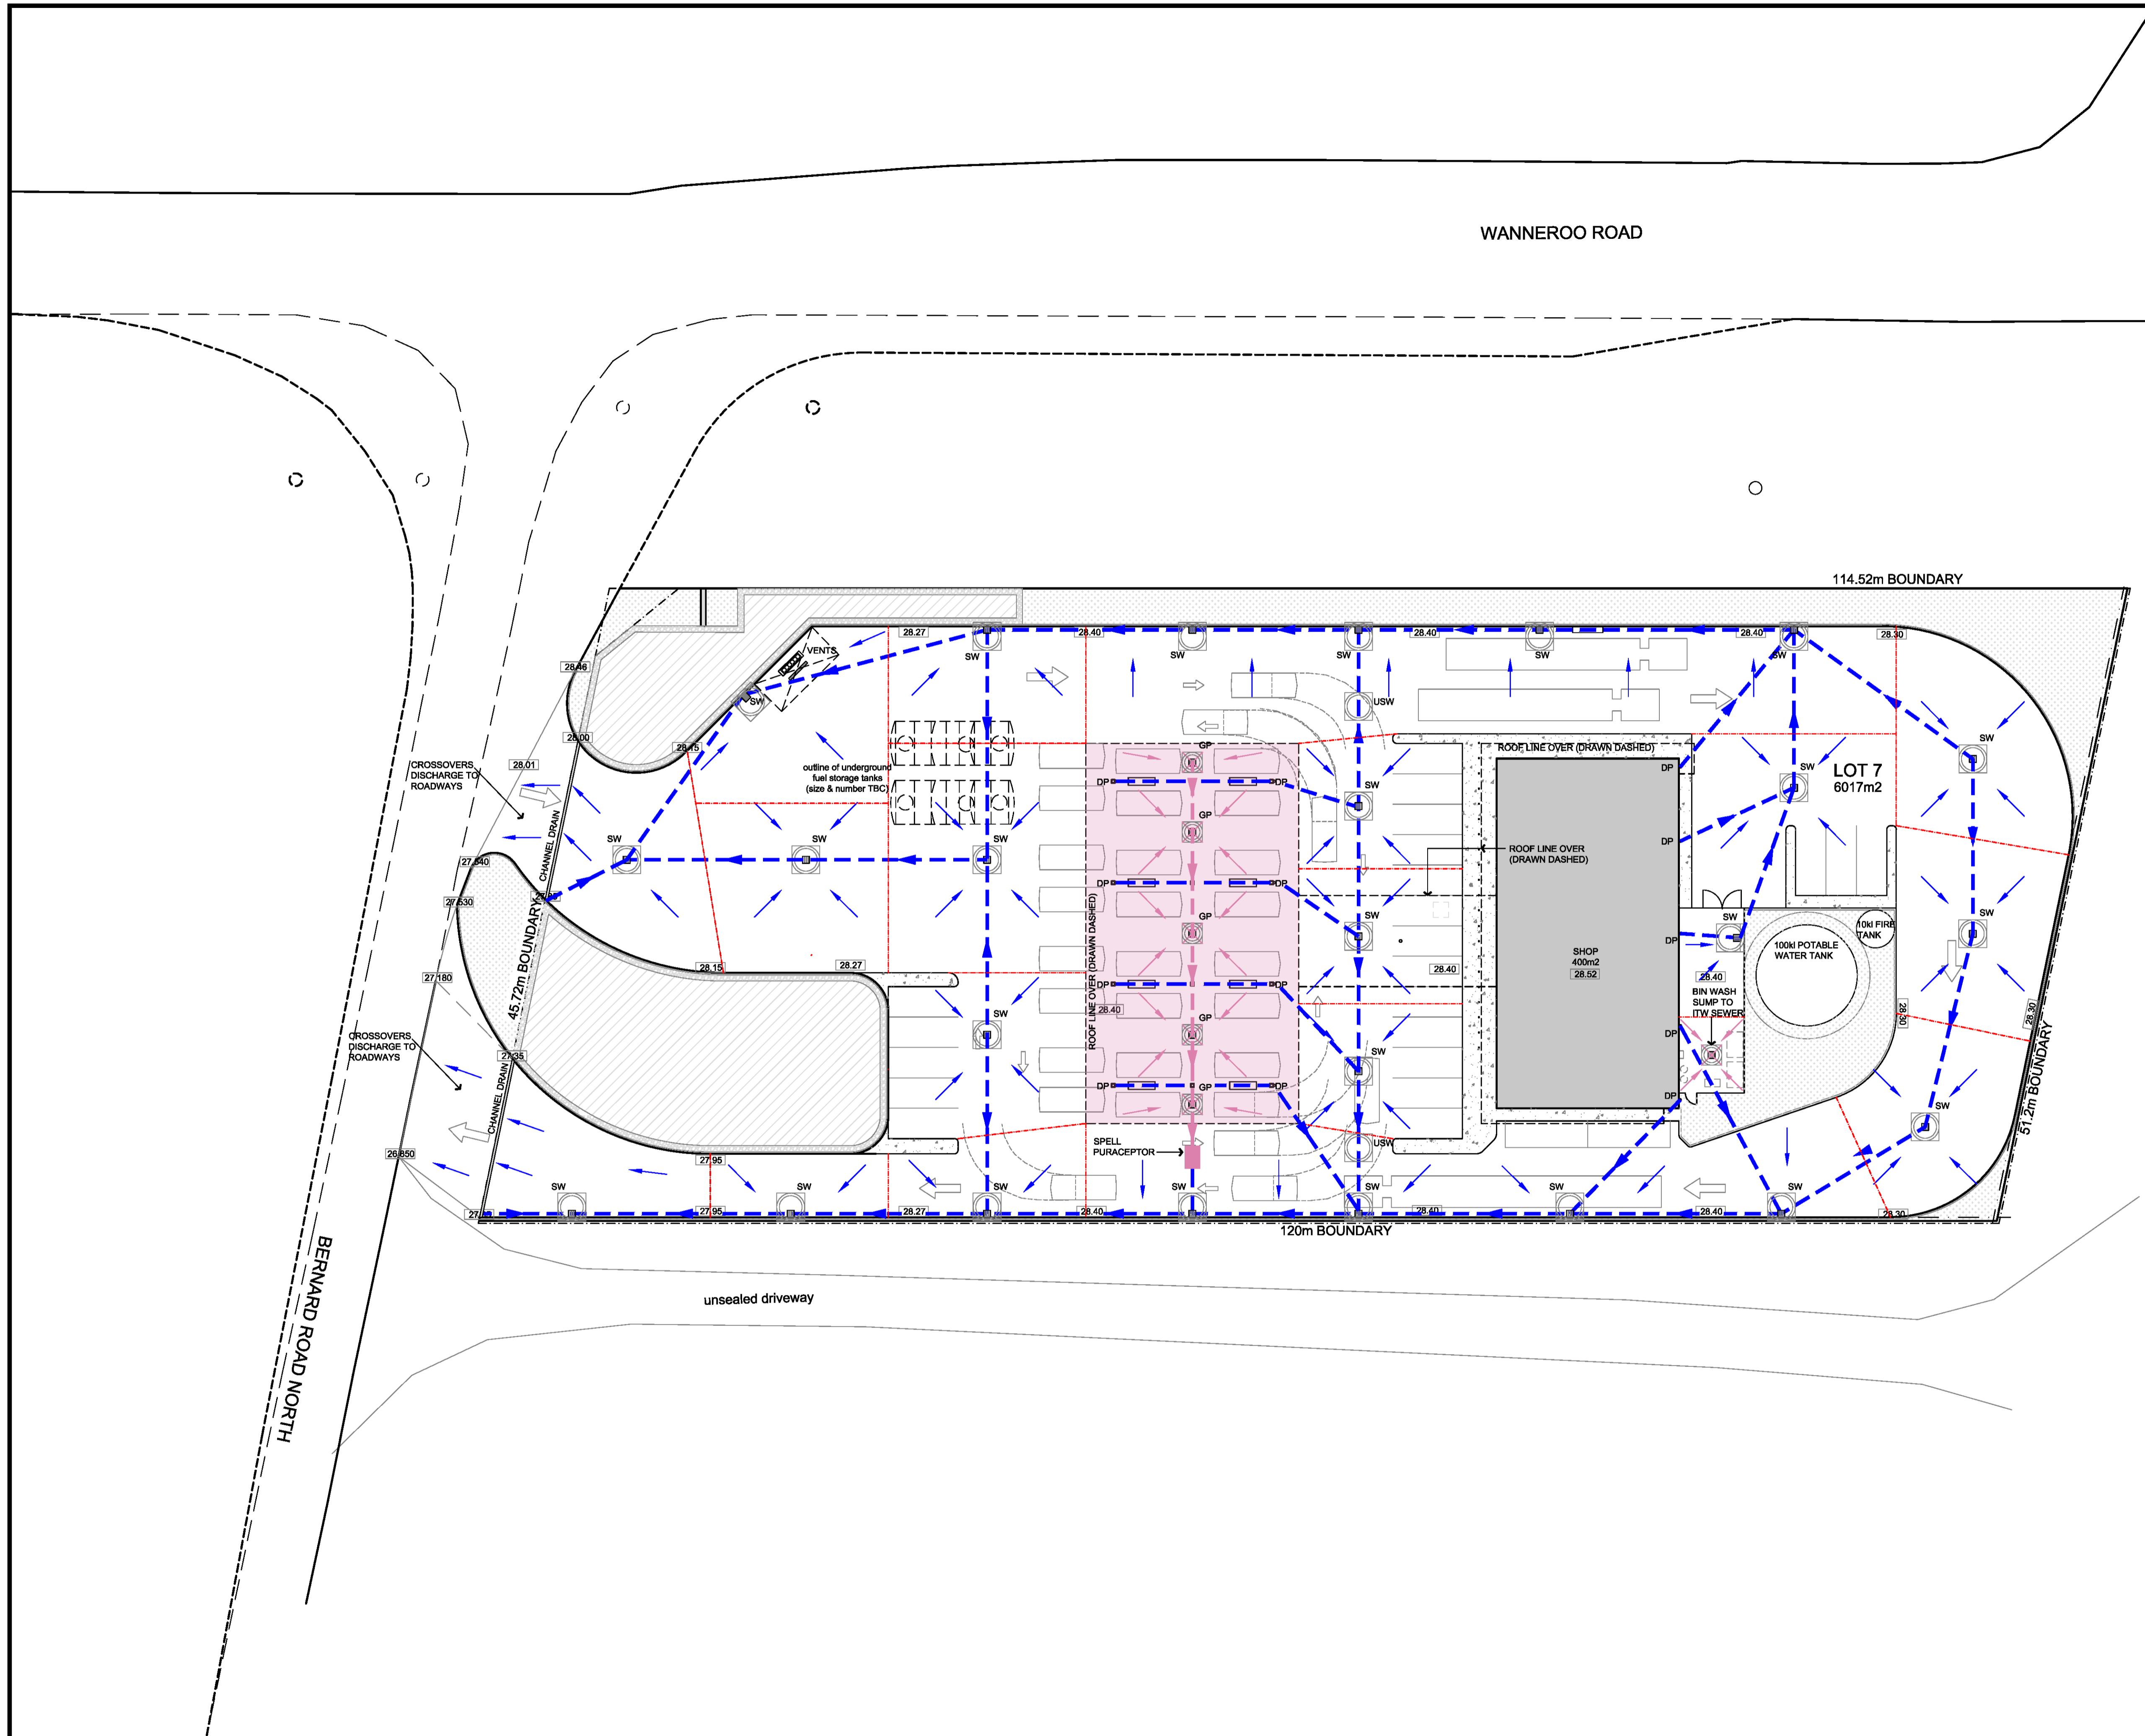 WANNEROO ROAD
114.52m BOUNDARY
28.27
28.40
28.40
28.40
28.30
SW
SW
SW
SW
VENTS
28.46
SW
USW
28.00
28.15
GP
ROOF LINE OVER (DRAWN DASHED)
CROSSOVERS
DISCHARGE TO
ROADWAYS
28.01
outline of underground
fuel storage tanks
(size & number TBC)
DP
DP
DP
SW
LOT 7
6017m2
SW
SW
GP
CHANNEL DRAIN
SW
SW
SW
DP
ROOF LINE OVER
(DRAWN DASHED)
27.640
DP
DP
27.530
45.72m BOUNDARY
ROOF LINE OVER (DRAWN DASHED)
GP
SW
SW
10kl FIRE
TANK
SW
DP
100kl POTABLE
WATER TANK
SHOP
400m2
28.52
28.15
28.27
28.40
28.40
27.180
DP
DP
BIN WASH
SUMP TO
ITW SEWER
28.40
SW
GP
28.30
28.30
CROSSOVERS
DISCHARGE TO
ROADWAYS
27.35
SW
DP
51.2m BOUNDARY
CHANNEL DRAIN
DP
GP
DP
DP
SW
SPELL
PURACEPTOR
USW
26.850
27.95
SW
SW
SW
SW
SW
SW
SW
27.95
28.27
28.40
28.40
28.40
28.30
120m BOUNDARY
BERNARD ROAD NORTH
unsealed driveway